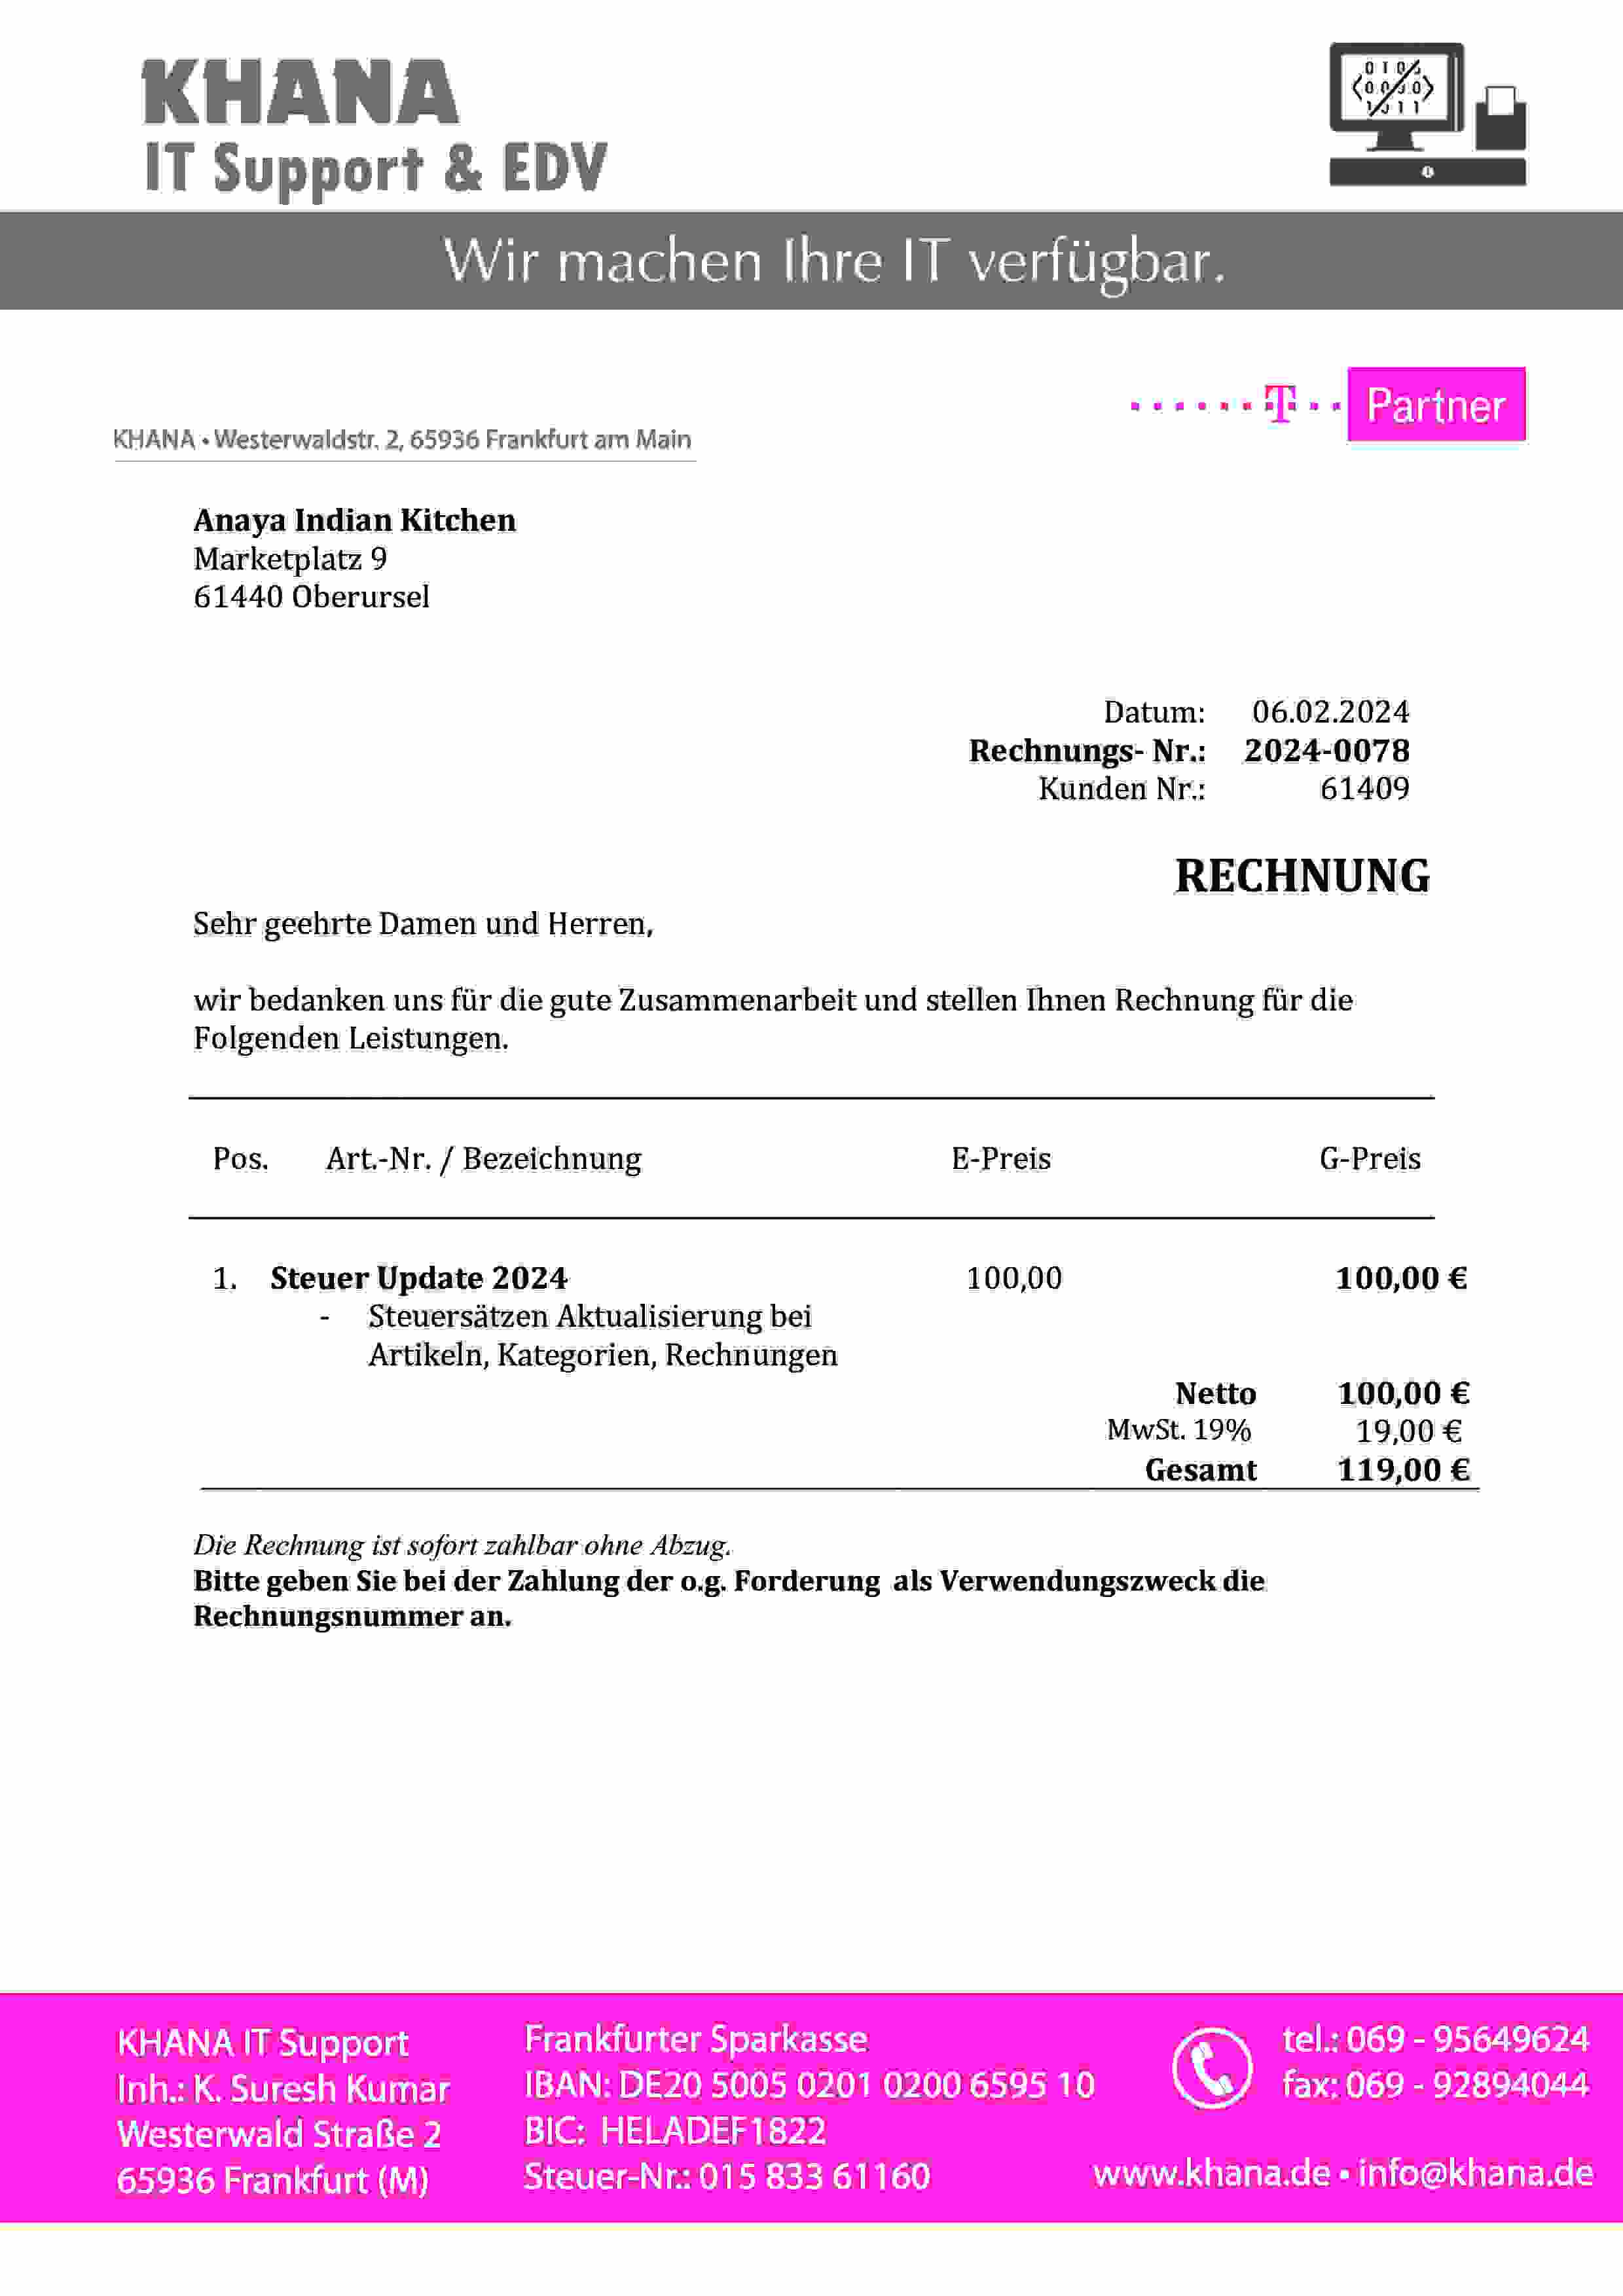 KHANA
IT Support & EDV
Wir machen Ihre IT verfügbar.
T Partner
KHANA • Westerwaldstr. 2, 65936 Frankfurt am Main
Anaya Indian Kitchen
Marketplatz 9
61440 Oberursel
Datum: 06.02.2024
Rechnungs- Nr.: 2024-0078
Kunden Nr.: 61409
RECHNUNG
Sehr geehrte Damen und Herren,
wir bedanken uns für die gute Zusammenarbeit und stellen Ihnen Rechnung für die
Folgenden Leistungen.
Pos. Art.-Nr. / Bezeichnung E-Preis G-Preis
1. Steuer Update 2024 100,00 100,00 €
- Steuersätzen Aktualisierung bei
Artikeln, Kategorien, Rechnungen
Netto 100,00 €
MwSt. 19% 19,00 €
Gesamt 119,00 €
Die Rechnung ist sofort zahlbar ohne Abzug.
Bitte geben Sie bei der Zahlung der o.g. Forderung als Verwendungszweck die
Rechnungsnummer an.
KHANA IT Support
Inh.: K. Suresh Kumar
Westerwald Straße 2
65936 Frankfurt (M)
Frankfurter Sparkasse
IBAN: DE20 5005 0201 0200 6595 10
BIC: HELADEF1822
Steuer-Nr.: 015 833 61160
tel.: 069 - 95649624
fax: 069 - 92894044
www.khana.de • info@khana.de